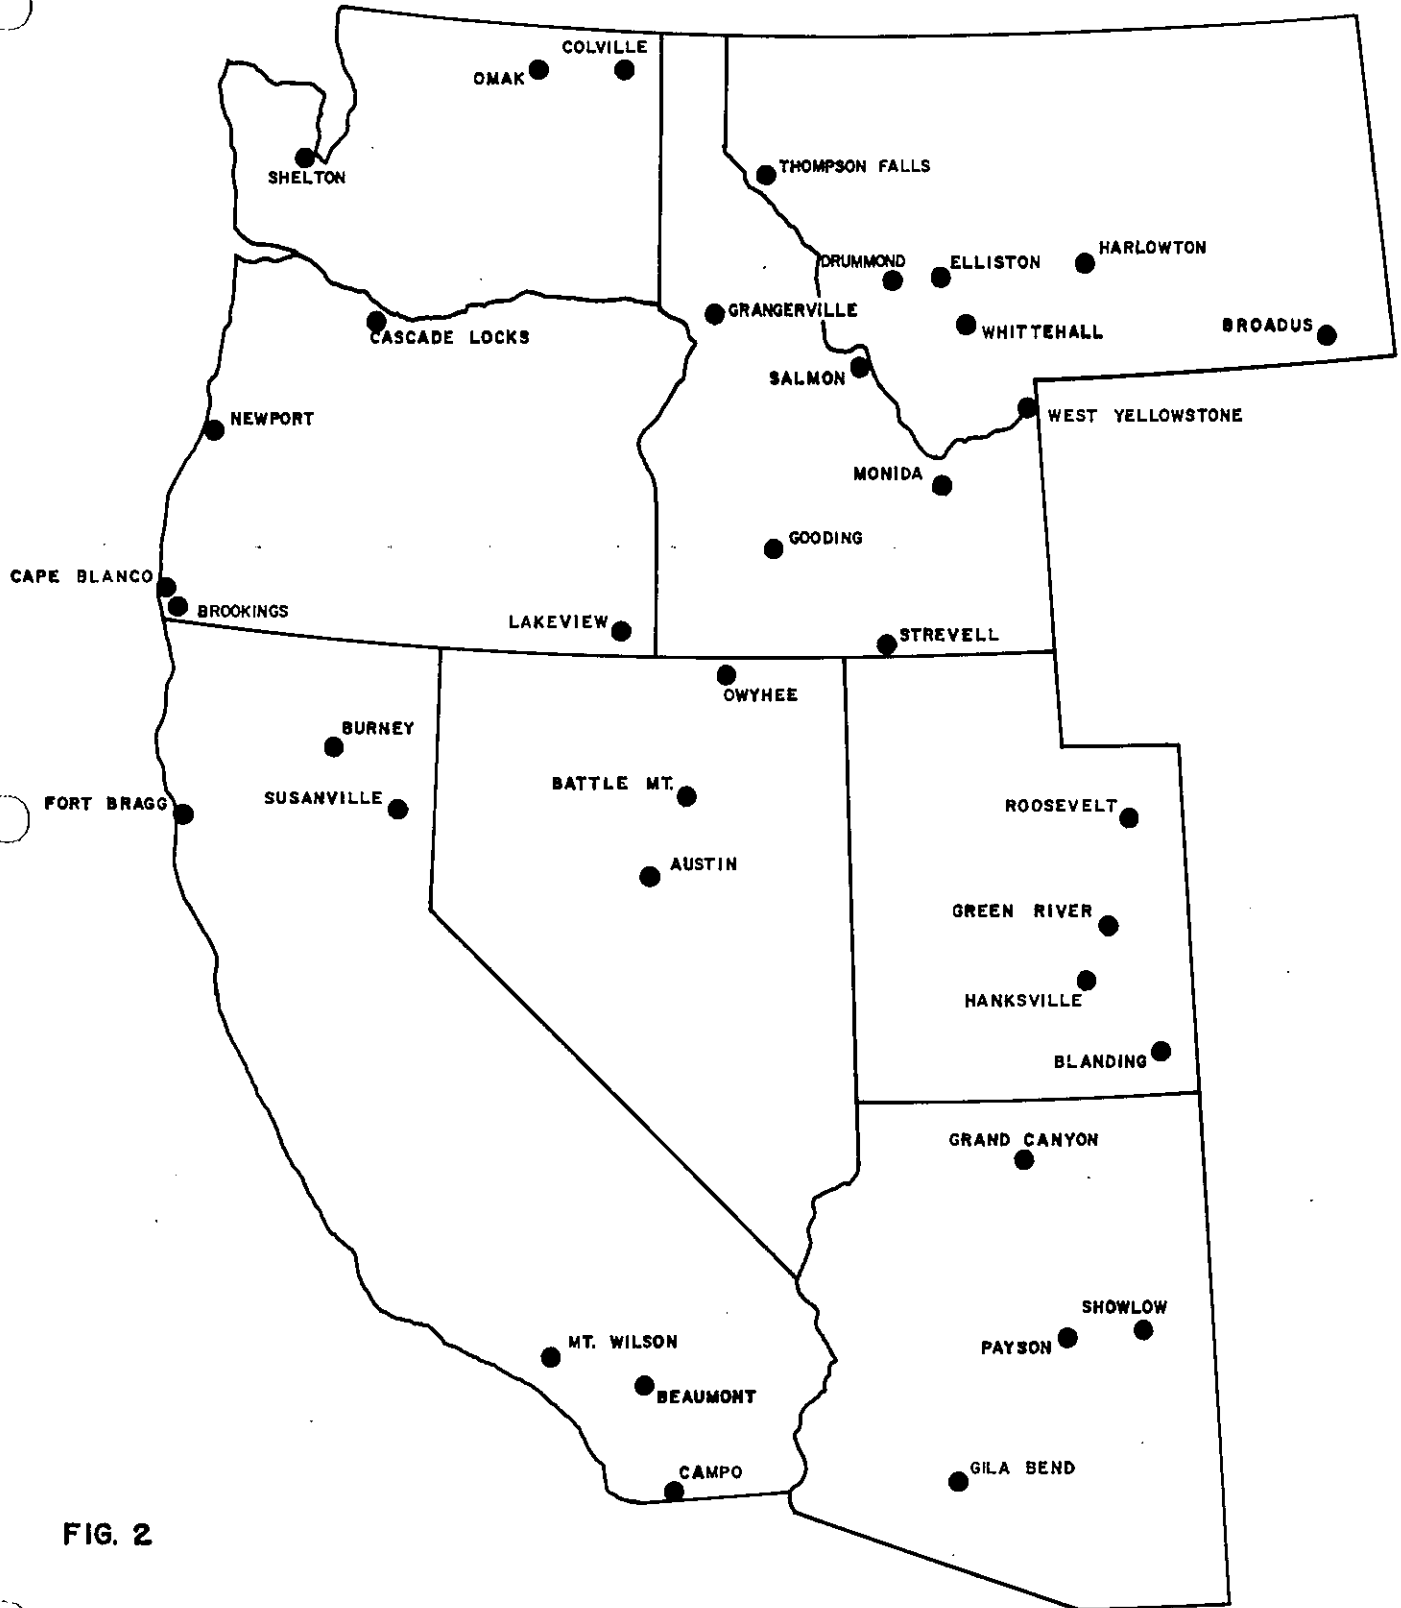 COLVILLE
OMAK
SHELTON
THOMPSON FALLS
HARLOWTON
DRUMMOND
ELLISTON
GRANGERVILLE
WHITTEHALL
BROADUS
CASCADE LOCKS
SALMON
WEST YELLOWSTONE
NEWPORT
MONIDA
GOODING
CAPE BLANCO
BROOKINGS
LAKEVIEW
STREVELL
OWYHEE
BURNEY
BATTLE MT.
SUSANVILLE
FORT BRAGG
ROOSEVELT
AUSTIN
GREEN RIVER
HANKSVILLE
BLANDING
GRAND CANYON
SHOWLOW
MT. WILSON
PAYSON
BEAUMONT
CAMPO
GILA BEND
FIG. 2